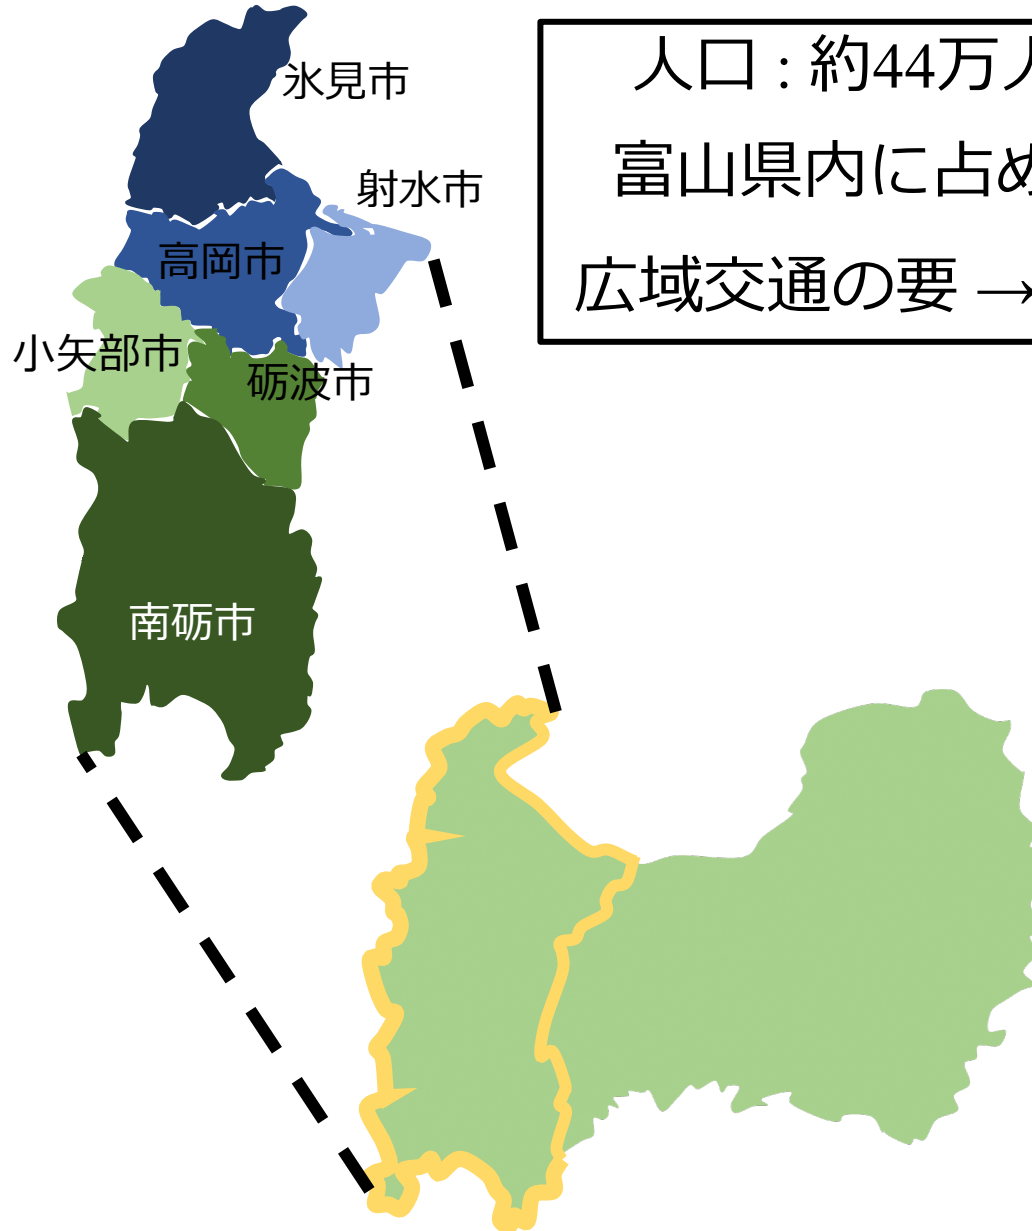 氷見市
射水市
高岡市
小矢部市
砺波市
南砺市
人口：約44万
富山県内に占
広域交通の要 →